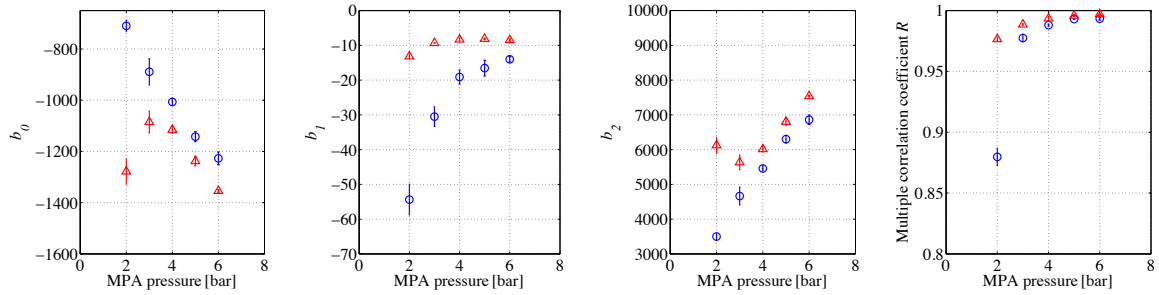 −800
−1000
−1200
−1400
−1600
0 2 4 6 8
MPA pressure [bar]
b0
0
−10
−20
−30
−40
−50
−60
−70
0 2 4 6 8
MPA pressure [bar]
b1
10000
9000
8000
7000
6000
5000
4000
3000
0 2 4 6 8
MPA pressure [bar]
b2
1
0.95
0.9
0.85
0.8
0 2 4 6 8
MPA pressure [bar]
Multiple correlation coefficient R